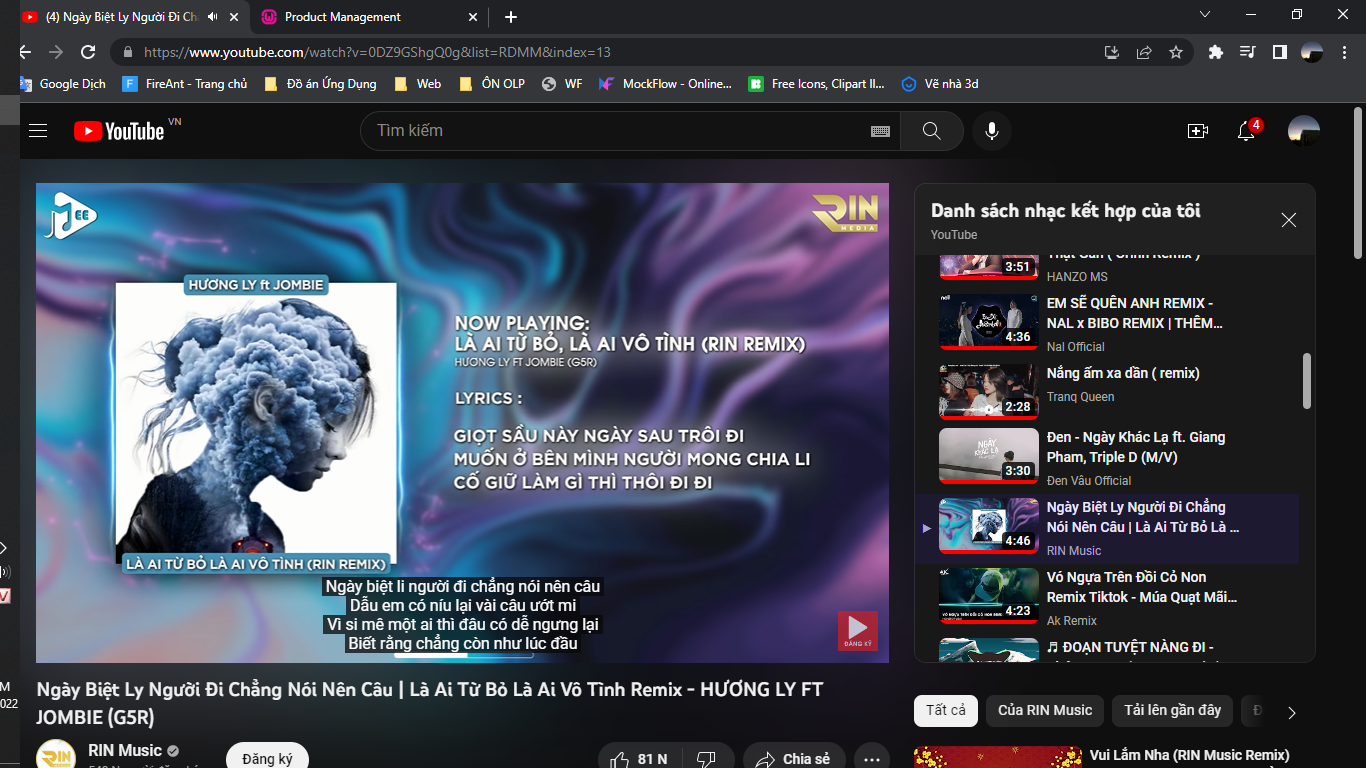 (4) Ngày Biệt Ly Người Đi Ch
Product Management
https://www.youtube.com/watch?v=0DZ9GShgQ0g&list=RDMM&index=13
Google Dịch
FireAnt - Trang chủ
Đồ án Ứng Dụng
Web
ÔN OLP
WF
MockFlow - Online...
Free Icons, Clipart Il...
Vẽ nhà 3d
YouTube VN
Tìm kiếm
4
JEE
RIN
MEDIA
HƯƠNG LY ft JOMBIE
NOW PLAYING:
LÀ AI TỪ BỎ, LÀ AI VÔ TÌNH (RIN REMIX)
HƯƠNG LY FT JOMBIE (G5R)
LYRICS :
GIỌT SẦU NÀY NGÀY SAU TRÔI ĐI
MUỐN Ở BÊN MÌNH NGƯỜI MONG CHIA LI
CỐ GIỮ LÀM GÌ THÌ THÔI ĐI ĐI
LÀ AI TỪ BỎ LÀ AI VÔ TÌNH (RIN REMIX)
Ngày biệt li người đi chẳng nói nên câu
Dẫu em có níu lại vài câu ướt mi
Vì si mê một ai thì đâu có dễ ngưng lại
Biết rằng chẳng còn như lúc đầu
ĐĂNG KÝ
Ngày Biệt Ly Người Đi Chẳng Nói Nên Câu | Là Ai Từ Bỏ Là Ai Vô Tình Remix - HƯƠNG LY FT
JOMBIE (G5R)
RIN Music
Đăng ký
81 N
Chia sẻ
Danh sách nhạc kết hợp của tôi
YouTube
3:51
HANZO MS
EM SẼ QUÊN ANH REMIX -
NAL x BIBO REMIX | THÊM...
4:36
Nal Official
Nắng ấm xa dần ( remix)
2:28
Tranq Queen
Đen - Ngày Khác Lạ ft. Giang
Pham, Triple D (M/V)
3:30
Đen Vâu Official
Ngày Biệt Ly Người Đi Chẳng
Nói Nên Câu | Là Ai Từ Bỏ Là ...
4:46
RIN Music
Vó Ngựa Trên Đồi Cỏ Non
Remix Tiktok - Múa Quạt Mãi...
4:23
Ak Remix
♬ ĐOẠN TUYỆT NÀNG ĐI -
Tất cả
Của RIN Music
Tải lên gần đây
Vui Lắm Nha (RIN Music Remix)
M
022